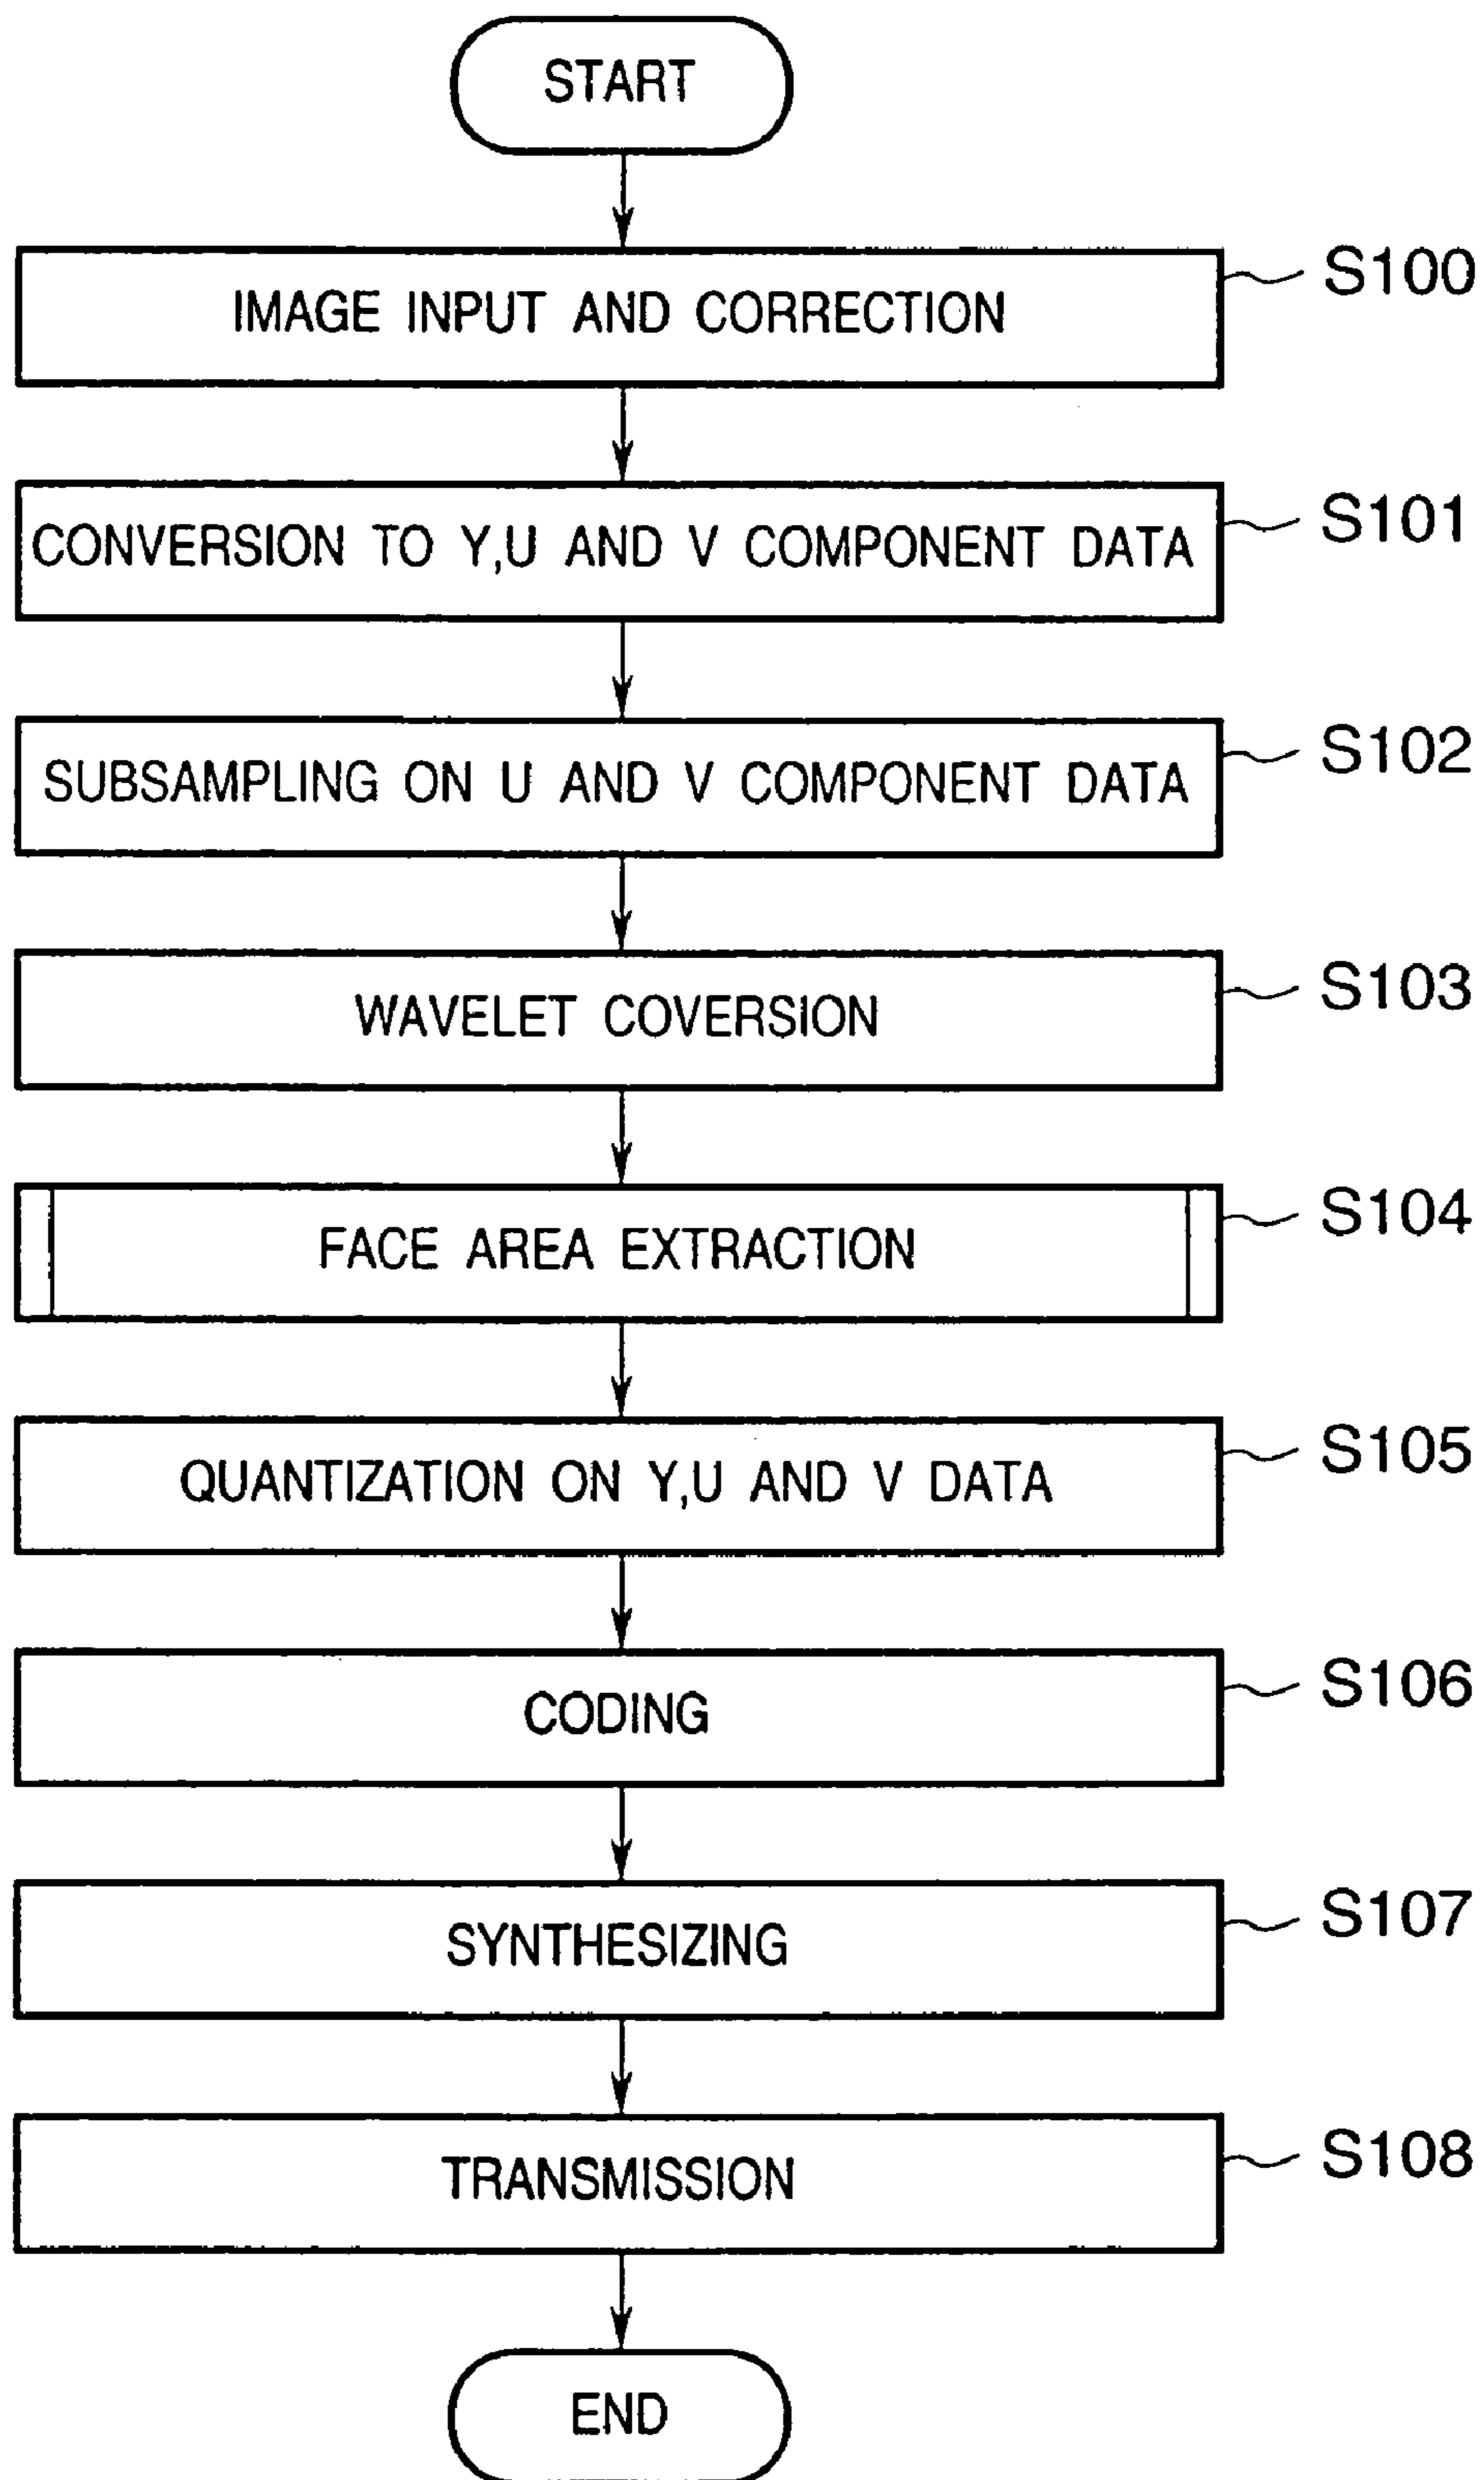 START
IMAGE INPUT AND CORRECTION
S100
CONVERSION TO Y,U AND V COMPONENT DATA
S101
SUBSAMPLING ON U AND V COMPONENT DATA
S102
WAVELET COVERSION
S103
FACE AREA EXTRACTION
S104
QUANTIZATION ON Y,U AND V DATA
S105
CODING
S106
SYNTHESIZING
S107
TRANSMISSION
S108
END